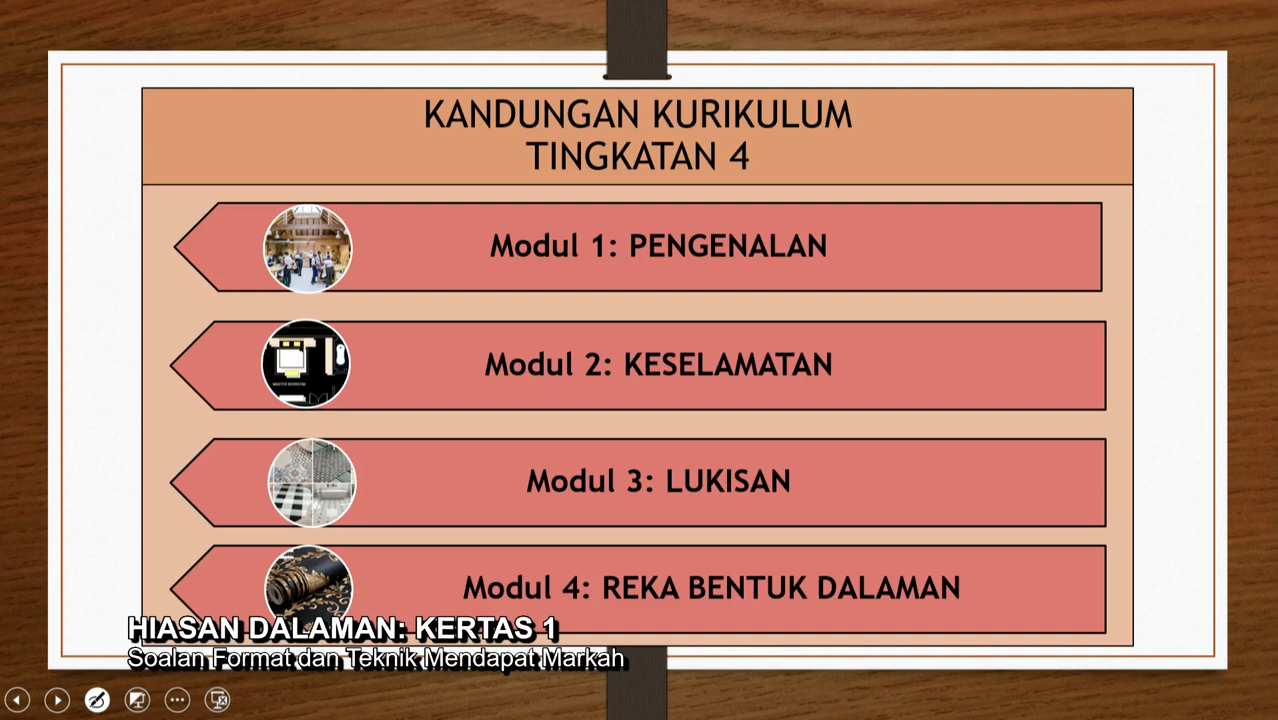 KANDUNGAN KURIKULUM
TINGKATAN 4
Modul 1: PENGENALAN
Modul 2: KESELAMATAN
Modul 3: LUKISAN
Modul 4: REKA BENTUK DALAMAN
HIASAN DALAMAN: KERTAS 1
Soalan Format dan Teknik Mendapat Markah